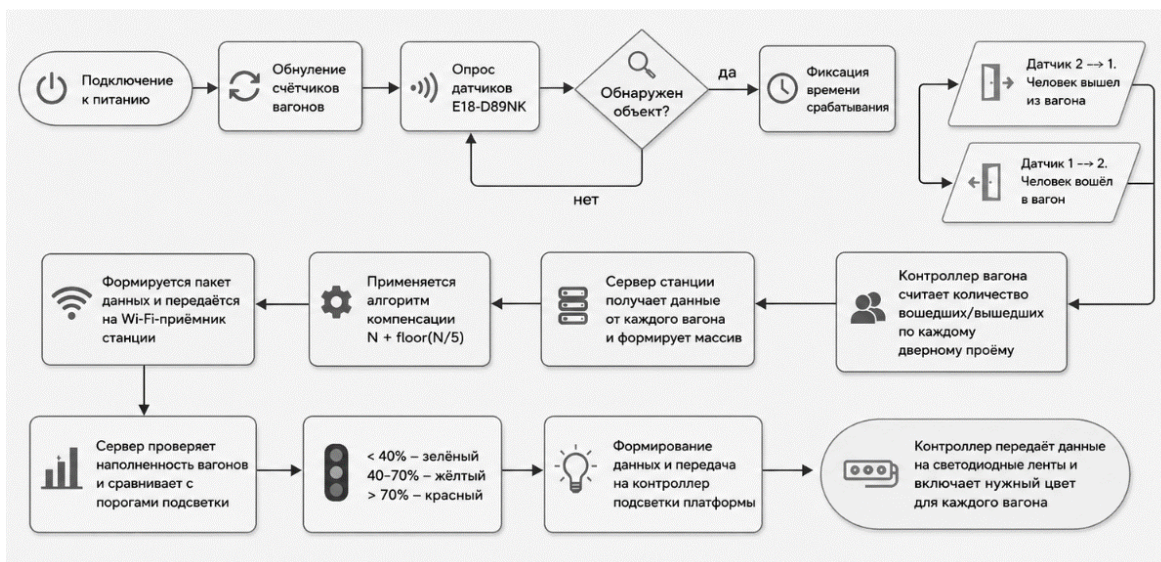 Подключение
к питанию
Обнуление
счётчиков
вагонов
Опрос
датчиков
E18-D89NK
Обнаружен
объект?
да
нет
Фиксация
времени
срабатывания
Датчик 2 --> 1.
Человек вышел
из вагона
Датчик 1 --> 2.
Человек вошёл
в вагон
Контроллер вагона
считает количество
вошедших/вышедших
по каждому
дверному проёму
Сервер станции
получает данные
от каждого вагона
и формирует массив
Применяется
алгоритм
компенсации
N + floor(N/5)
Формируется пакет
данных и передаётся
на Wi-Fi-приёмник
станции
Сервер проверяет
наполненность вагонов
и сравнивает с
порогами подсветки
< 40% – зелёный
40–70% – жёлтый
> 70% – красный
Формирование
данных и передача
на контроллер
подсветки платформы
Контроллер передаёт данные
на светодиодные ленты и
включает нужный цвет
для каждого вагона